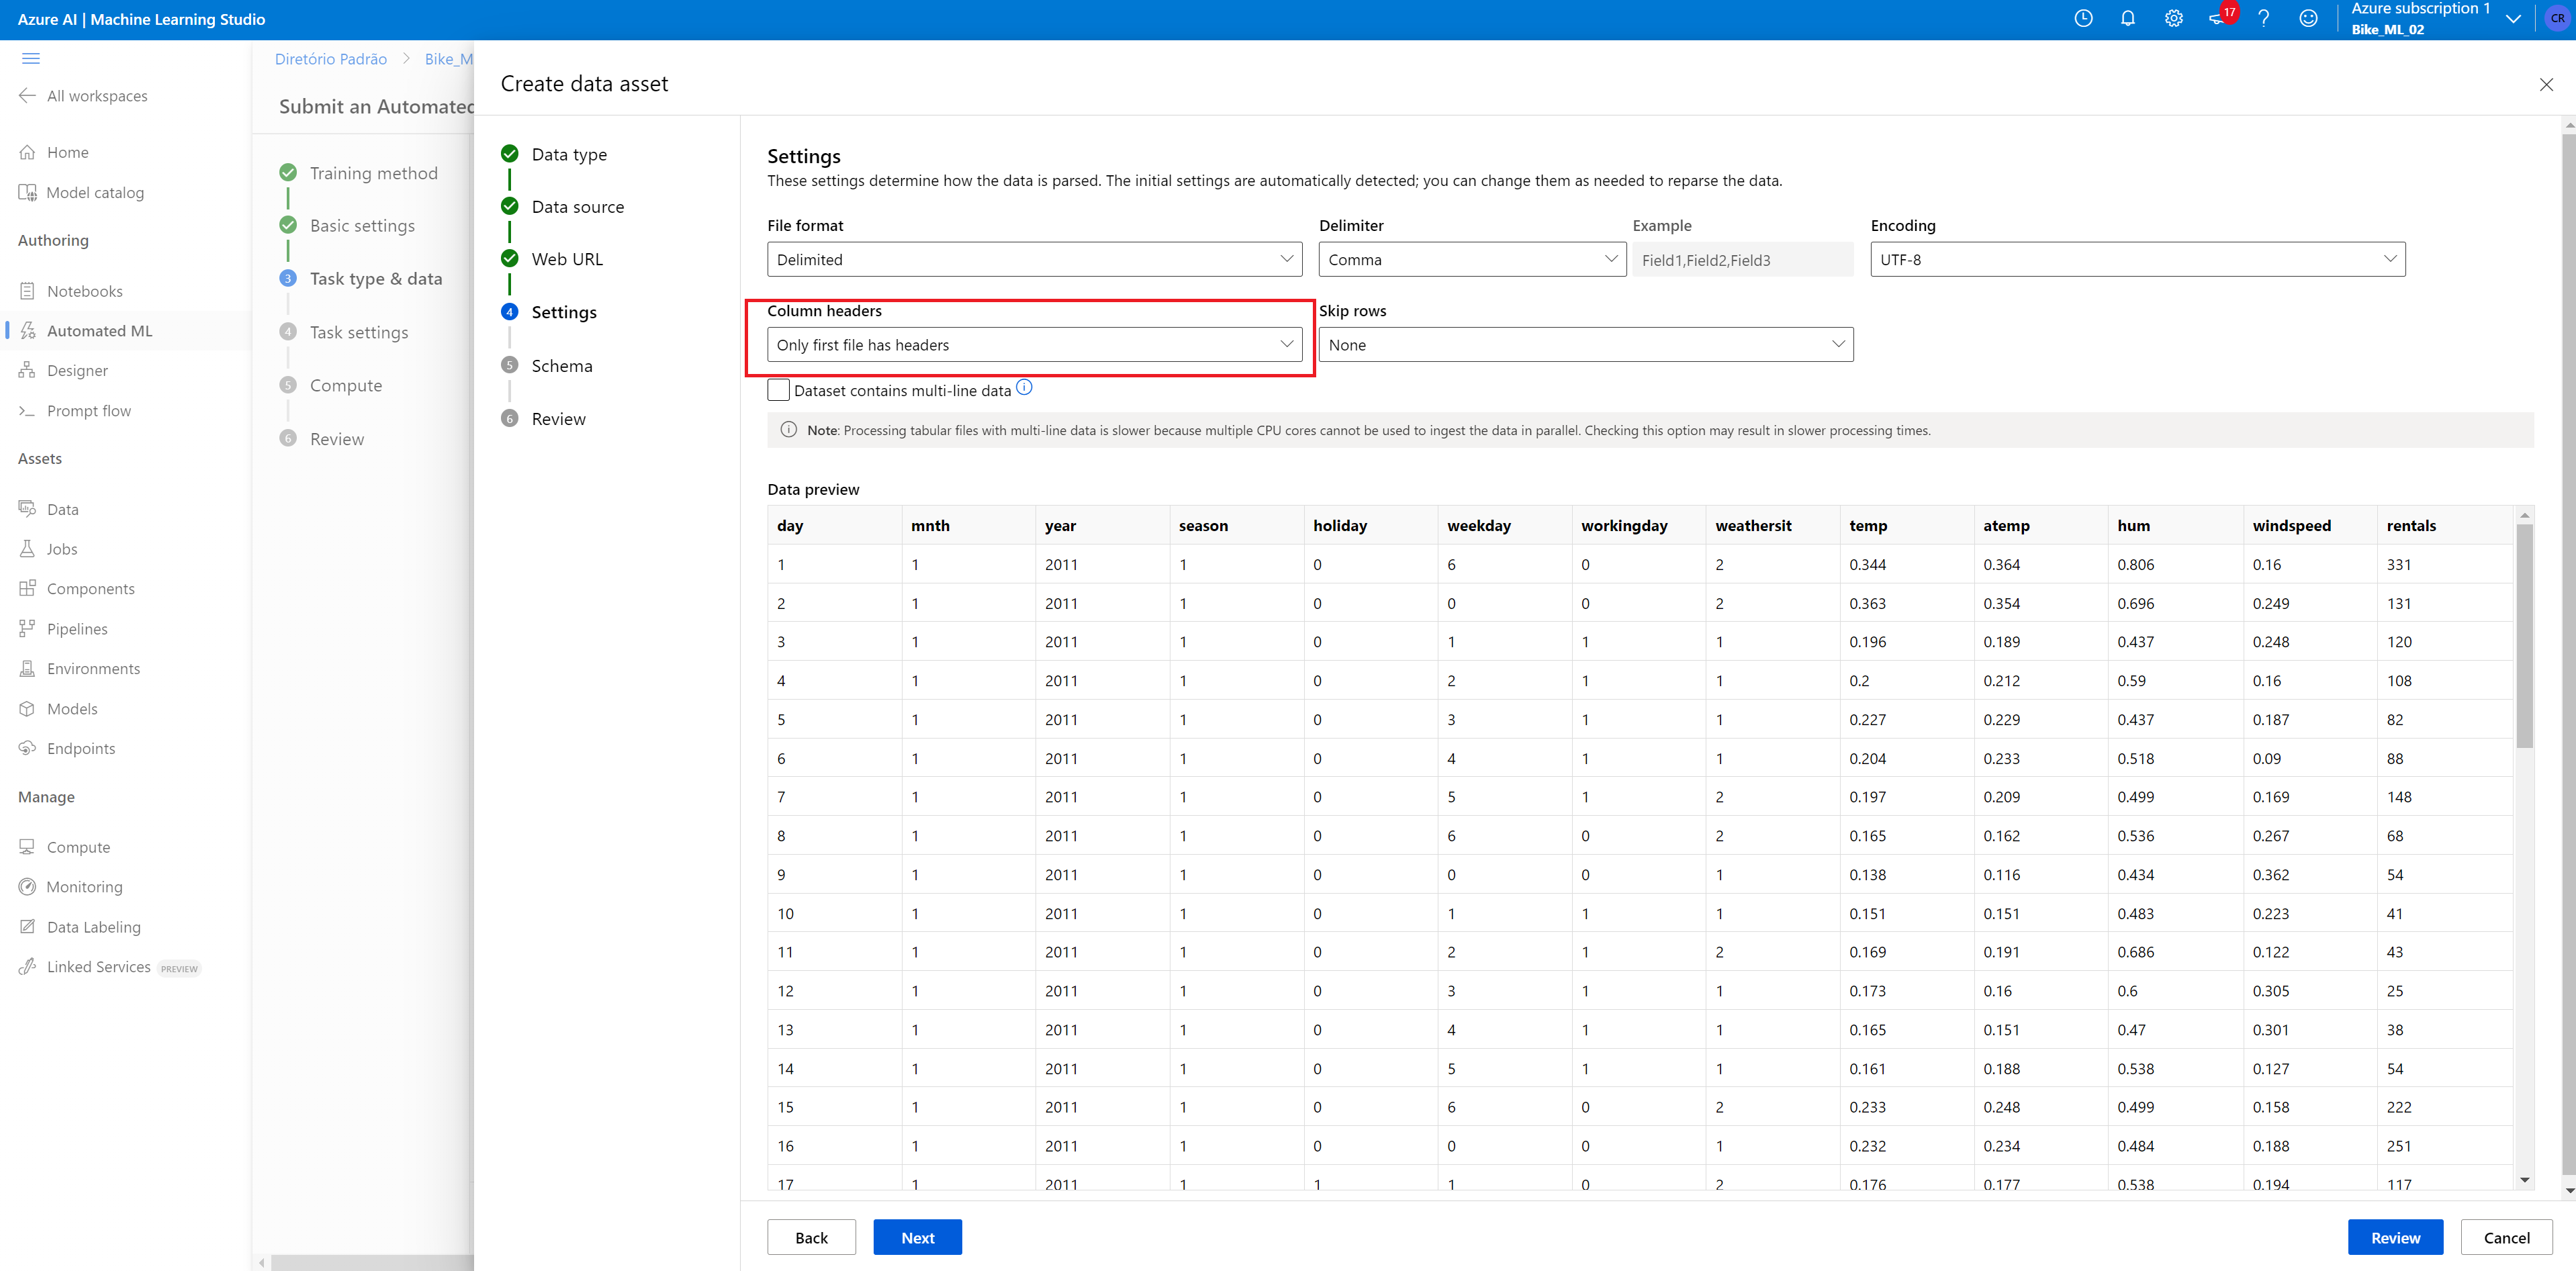 Azure AI | Machine Learning Studio
17
Azure subscription 1
Bike_ML_02
CR
All workspaces
Home
Model catalog
Authoring
Notebooks
Automated ML
Designer
Prompt flow
Assets
Data
Jobs
Components
Pipelines
Environments
Models
Endpoints
Manage
Compute
Monitoring
Data Labeling
Linked Services PREVIEW
Diretório Padrão > Bike_M
Submit an Automated
Training method
Basic settings
3 Task type & data
4 Task settings
5 Compute
6 Review
Create data asset
Data type
Data source
Web URL
4 Settings
5 Schema
6 Review
Settings
These settings determine how the data is parsed. The initial settings are automatically detected; you can change them as needed to reparse the data.
File format Delimiter Example Encoding
Delimited Comma Field1,Field2,Field3 UTF-8
Column headers Skip rows
Only first file has headers None
Dataset contains multi-line data
Note: Processing tabular files with multi-line data is slower because multiple CPU cores cannot be used to ingest the data in parallel. Checking this option may result in slower processing times.
Data preview
day mnth year season holiday weekday workingday weathersit temp atemp hum windspeed rentals
1 1 2011 1 0 6 0 2 0.344 0.364 0.806 0.16 331
2 1 2011 1 0 0 0 2 0.363 0.354 0.696 0.249 131
3 1 2011 1 0 1 1 1 0.196 0.189 0.437 0.248 120
4 1 2011 1 0 2 1 1 0.2 0.212 0.59 0.16 108
5 1 2011 1 0 3 1 1 0.227 0.229 0.437 0.187 82
6 1 2011 1 0 4 1 1 0.204 0.233 0.518 0.09 88
7 1 2011 1 0 5 1 2 0.197 0.209 0.499 0.169 148
8 1 2011 1 0 6 0 2 0.165 0.162 0.536 0.267 68
9 1 2011 1 0 0 0 1 0.138 0.116 0.434 0.362 54
10 1 2011 1 0 1 1 1 0.151 0.151 0.483 0.223 41
11 1 2011 1 0 2 1 2 0.169 0.191 0.686 0.122 43
12 1 2011 1 0 3 1 1 0.173 0.16 0.6 0.305 25
13 1 2011 1 0 4 1 1 0.165 0.151 0.47 0.301 38
14 1 2011 1 0 5 1 1 0.161 0.188 0.538 0.127 54
15 1 2011 1 0 6 0 2 0.233 0.248 0.499 0.158 222
16 1 2011 1 0 0 0 1 0.232 0.234 0.484 0.188 251
17 1 2011 1 1 1 0 2 0.176 0.177 0.538 0.194 117
Back Next Review Cancel